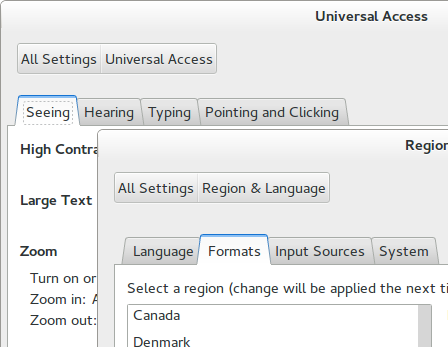 Universal Access
All Settings Universal Access
Seeing Hearing Typing Pointing and Clicking
High Contra
Large Text
Zoom
Turn on or
Zoom in:
Zoom out:
Region
All Settings Region & Language
Language Formats Input Sources System
Select a region (change will be applied the next ti
Canada
Denmark